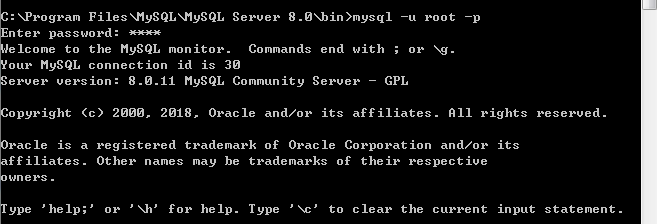 C:\Program Files\MySQL\MySQL Server 8.0\bin>mysql -u root -p
Enter password: ****
Welcome to the MySQL monitor.  Commands end with ; or \g.
Your MySQL connection id is 30
Server version: 8.0.11 MySQL Community Server - GPL
Copyright (c) 2000, 2018, Oracle and/or its affiliates. All rights reserved.
Oracle is a registered trademark of Oracle Corporation and/or its
affiliates. Other names may be trademarks of their respective
owners.
Type 'help;' or '\h' for help. Type '\c' to clear the current input statement.